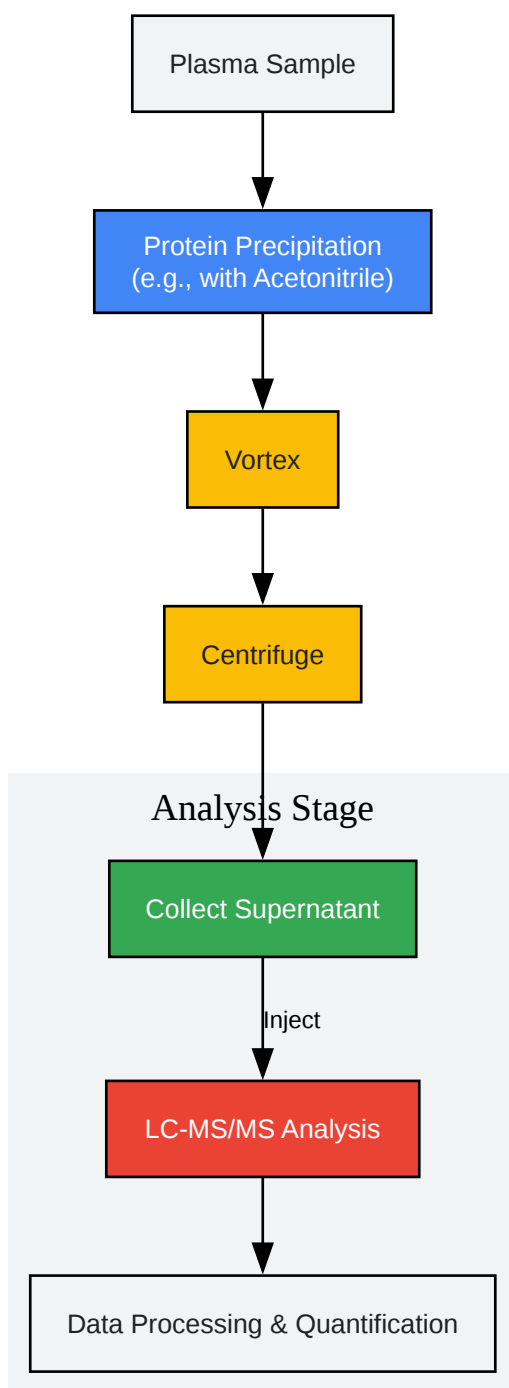 Plasma Sample
Protein Precipitation
(e.g., with Acetonitrile)
Vortex
Centrifuge
Analysis Stage
Collect Supernatant
Inject
LC-MS/MS Analysis
Data Processing & Quantification